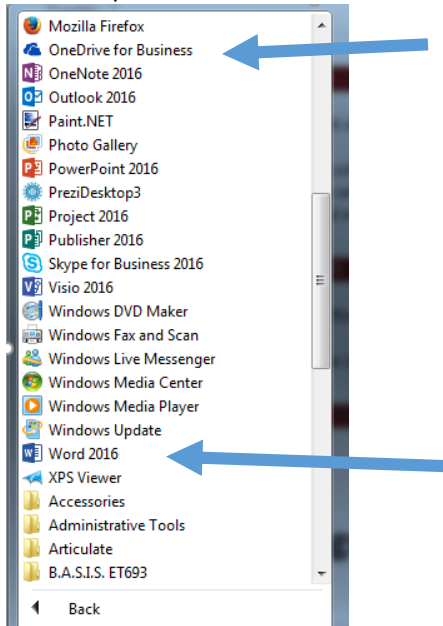 Mozilla Firefox
OneDrive for Business
OneNote 2016
Outlook 2016
Paint.NET
Photo Gallery
PowerPoint 2016
PreziDesktop3
Project 2016
Publisher 2016
Skype for Business 2016
Visio 2016
Windows DVD Maker
Windows Fax and Scan
Windows Live Messenger
Windows Media Center
Windows Media Player
Windows Update
Word 2016
XPS Viewer
Accessories
Administrative Tools
Articulate
B.A.S.I.S. ET693
Back